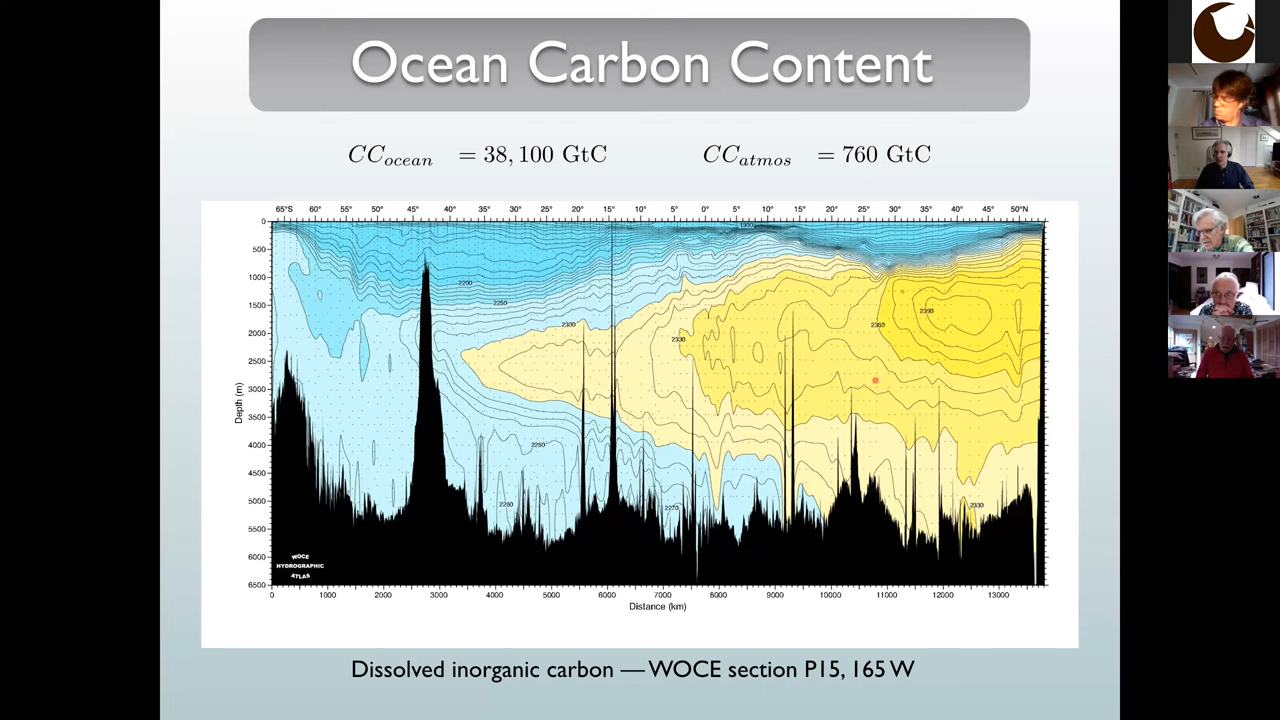 Ocean Carbon Content
CC_ocean = 38,100 GtC CC_atmos = 760 GtC
65°S 60° 55° 50° 45° 40° 35° 30° 25° 20° 15° 10° 5° 0° 5° 10° 15° 20° 25° 30° 35° 40° 45° 50°N
0
500
1000
1500
2000
2500
3000
3500
4000
4500
5000
5500
6000
6500
Depth (m)
2200
2250
2300
2330
2360
2260
2270
2330
WOCE
HYDROGRAPHIC
ATLAS
0 1000 2000 3000 4000 5000 6000 7000 8000 9000 10000 11000 12000 13000
Distance (km)
Dissolved inorganic carbon — WOCE section P15, 165 W